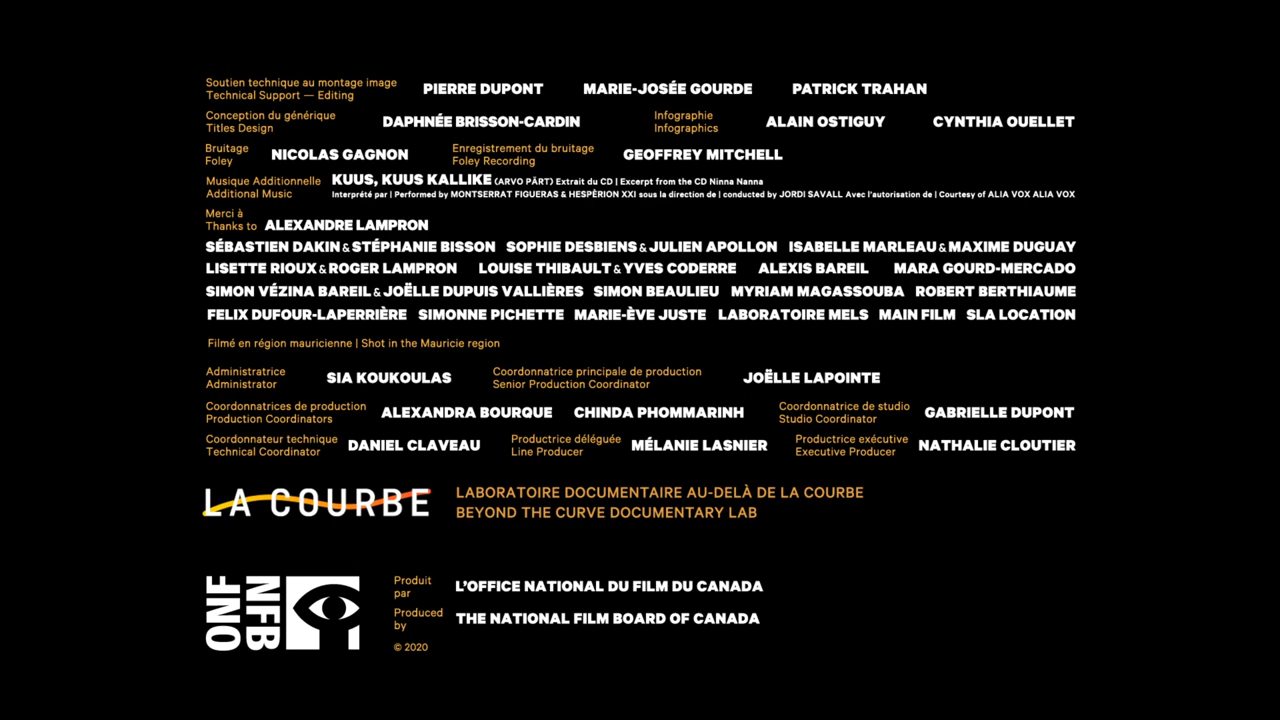 Soutien technique au montage image
Technical Support — Editing
PIERRE DUPONT MARIE-JOSÉE GOURDE PATRICK TRAHAN
Conception du générique
Titles Design
DAPHNÉE BRISSON-CARDIN
Infographie
Infographics
ALAIN OSTIGUY CYNTHIA OUELLET
Bruitage
Foley
NICOLAS GAGNON
Enregistrement du bruitage
Foley Recording
GEOFFREY MITCHELL
Musique Additionnelle
Additional Music
KUUS, KUUS KALLIKE (ARVO PÄRT) Extrait du CD | Excerpt from the CD Ninna Nanna
Interprété par | Performed by MONTSERRAT FIGUERAS & HESPÈRION XXI sous la direction de | conducted by JORDI SAVALL Avec l'autorisation de | Courtesy of ALIA VOX ALIA VOX
Merci à
Thanks to ALEXANDRE LAMPRON
SÉBASTIEN DAKIN & STÉPHANIE BISSON SOPHIE DESBIENS & JULIEN APOLLON ISABELLE MARLEAU & MAXIME DUGUAY
LISETTE RIOUX & ROGER LAMPRON LOUISE THIBAULT & YVES CODERRE ALEXIS BAREIL MARA GOURD-MERCADO
SIMON VÉZINA BAREIL & JOËLLE DUPUIS VALLIÈRES SIMON BEAULIEU MYRIAM MAGASSOUBA ROBERT BERTHIAUME
FELIX DUFOUR-LAPERRIÈRE SIMONNE PICHETTE MARIE-ÈVE JUSTE LABORATOIRE MELS MAIN FILM SLA LOCATION
Filmé en région mauricienne | Shot in the Mauricie region
Administratrice
Administrator
SIA KOUKOULAS
Coordonnatrice principale de production
Senior Production Coordinator
JOËLLE LAPOINTE
Coordonnatrices de production
Production Coordinators
ALEXANDRA BOURQUE CHINDA PHOMMARINH
Coordonnatrice de studio
Studio Coordinator
GABRIELLE DUPONT
Coordonnateur technique
Technical Coordinator
DANIEL CLAVEAU
Productrice déléguée
Line Producer
MÉLANIE LASNIER
Productrice exécutive
Executive Producer
NATHALIE CLOUTIER
LA COURBE
LABORATOIRE DOCUMENTAIRE AU-DELÀ DE LA COURBE
BEYOND THE CURVE DOCUMENTARY LAB
ONF
NFB
Produit
par
L'OFFICE NATIONAL DU FILM DU CANADA
Produced
by
THE NATIONAL FILM BOARD OF CANADA
© 2020